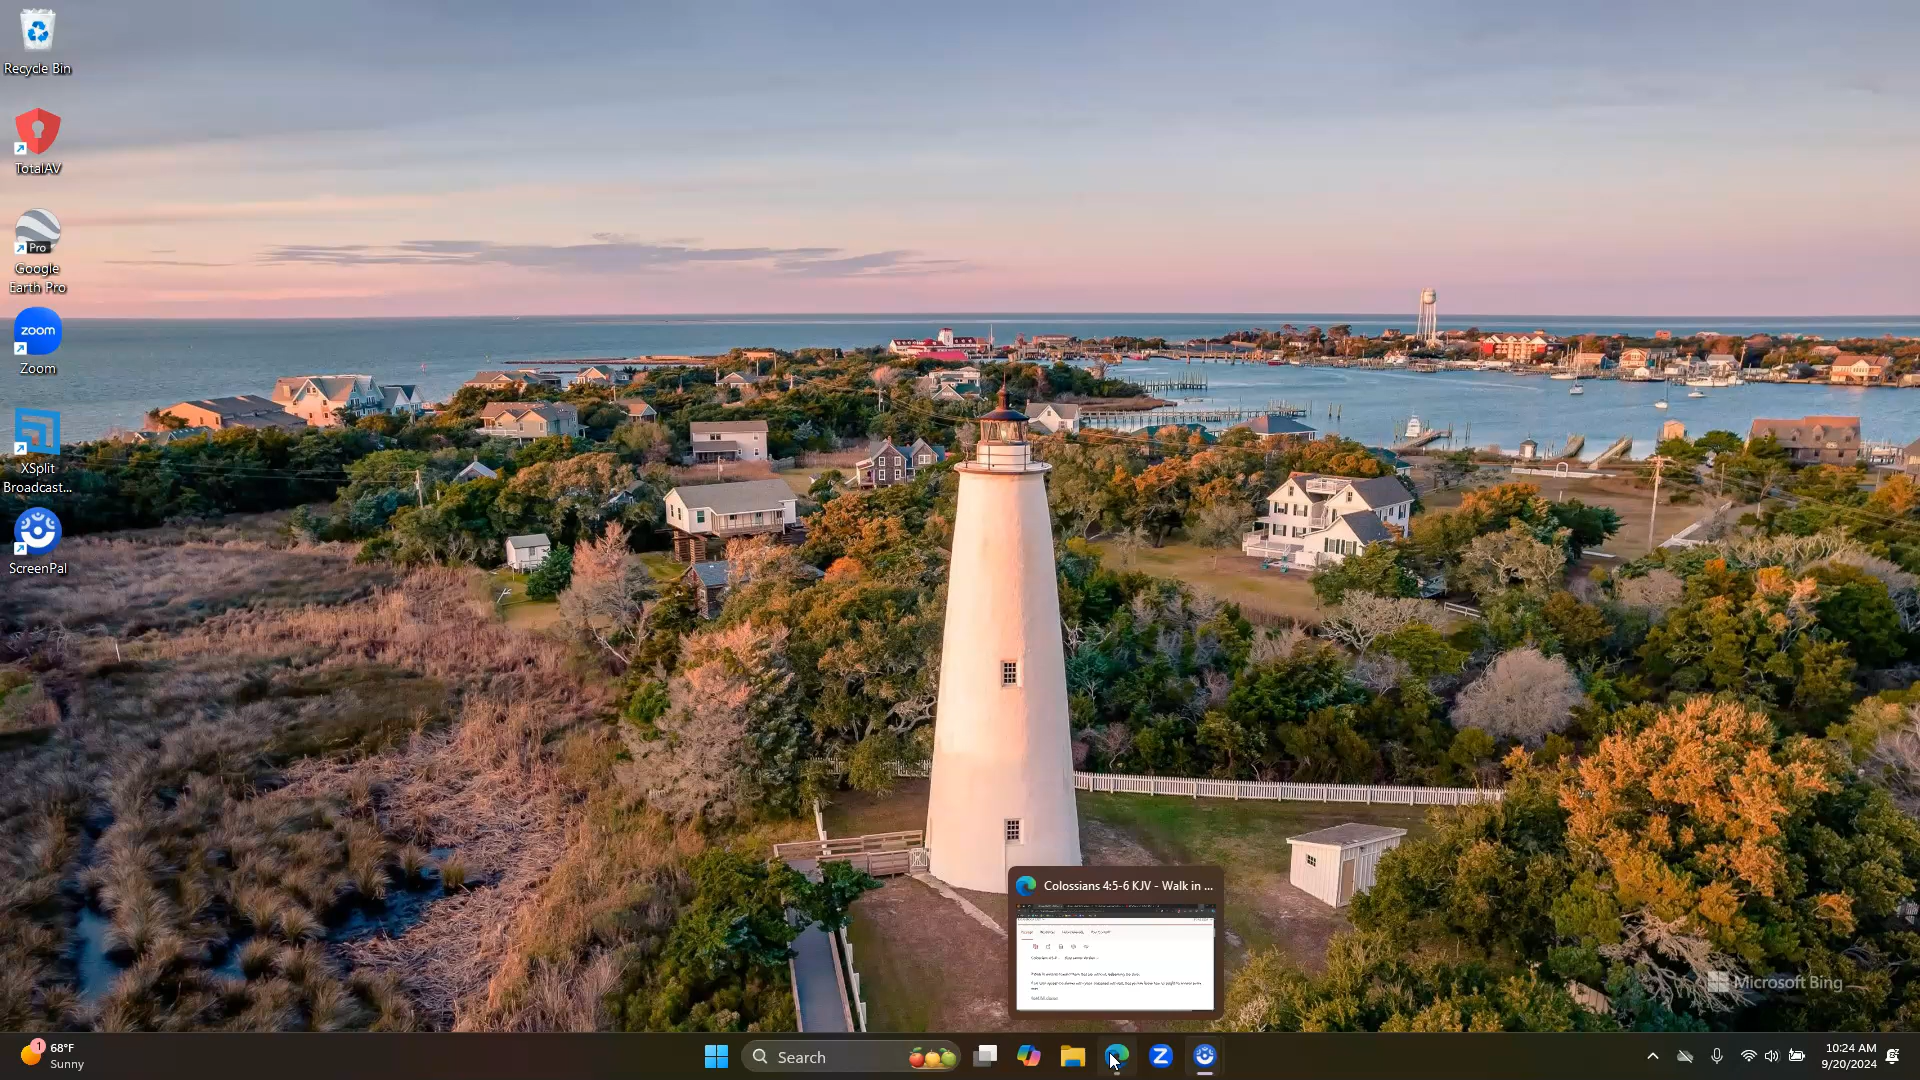 Recycle Bin
TotalAV
Pro
Google
Earth Pro
zoom
Zoom
XSplit
Broadcast...
ScreenPal
Colossians 4:5-6 KJV - Walk in ...
Microsoft Bing
1
68°F
Sunny
Search
Z
10:24 AM
9/20/2024